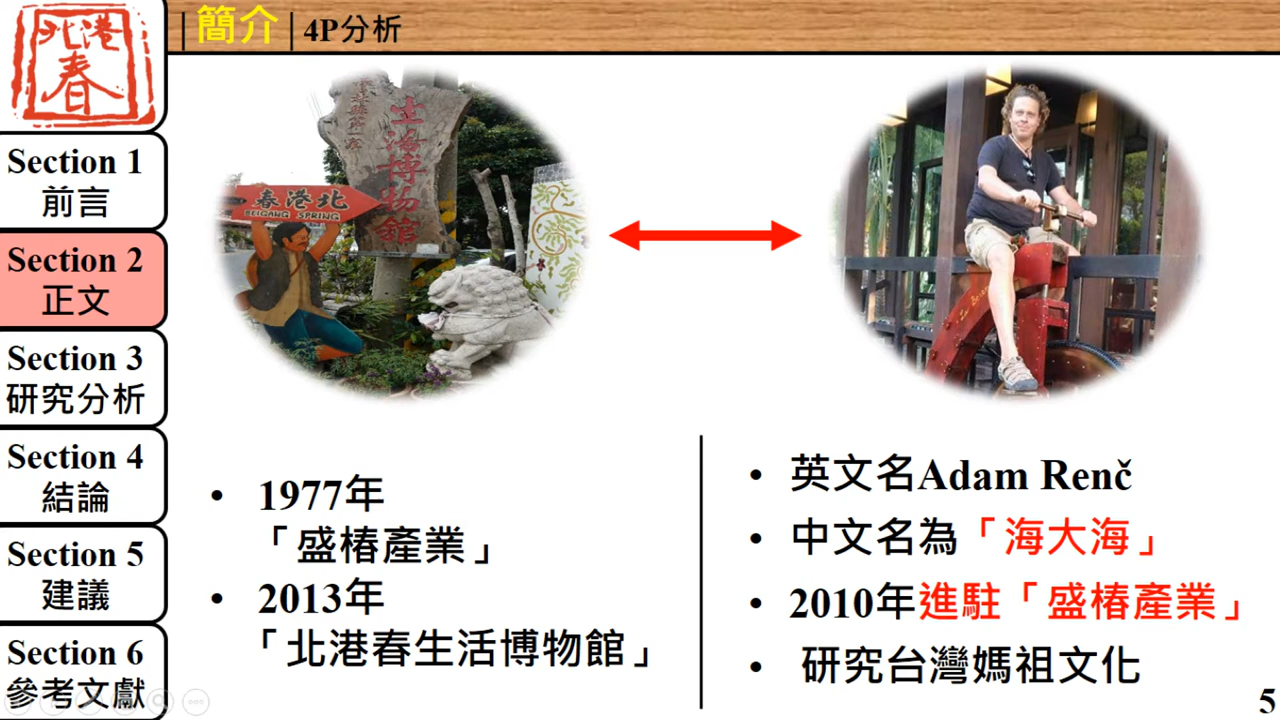 北港
春
簡介
4P分析
Section 1
前言
Section 2
正文
Section 3
研究分析
Section 4
結論
Section 5
建議
Section 6
參考文獻
博物館
春港北
BEIGANG SPRING
• 1977年
「盛椿產業」
• 2013年
「北港春生活博物館」
• 英文名Adam Renč
• 中文名為「海大海」
• 2010年進駐「盛椿產業」
• 研究台灣媽祖文化
5